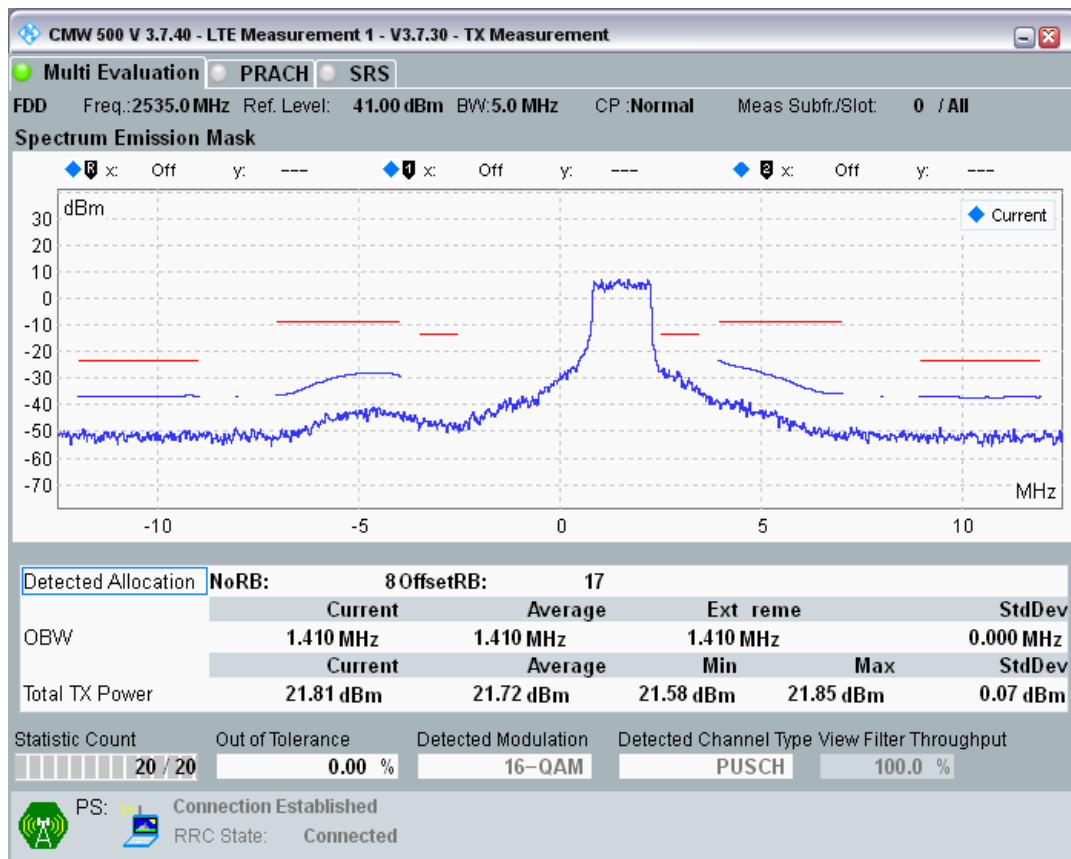 CMW 500 V 3.7.40 - LTE Measurement 1 - V3.7.30 - TX Measurement
Multi Evaluation PRACH SRS
FDD Freq.:2535.0 MHz Ref. Level: 41.00 dBm BW:5.0 MHz CP :Normal Meas Subfr./Slot: 0 / All
Spectrum Emission Mask
R x: Off y: --- 1 x: Off y: --- 2 x: Off y: ---
dBm
Current
30
20
10
0
-10
-20
-30
-40
-50
-60
-70
MHz
-10 -5 0 5 10
Detected Allocation NoRB: 8 OffsetRB: 17
Current Average Ext reme StdDev
OBW 1.410 MHz 1.410 MHz 1.410 MHz 0.000 MHz
Current Average Min Max StdDev
Total TX Power 21.81 dBm 21.72 dBm 21.58 dBm 21.85 dBm 0.07 dBm
Statistic Count Out of Tolerance Detected Modulation Detected Channel Type View Filter Throughput
20 / 20 0.00 % 16-QAM PUSCH 100.0 %
PS: Connection Established
RRC State: Connected